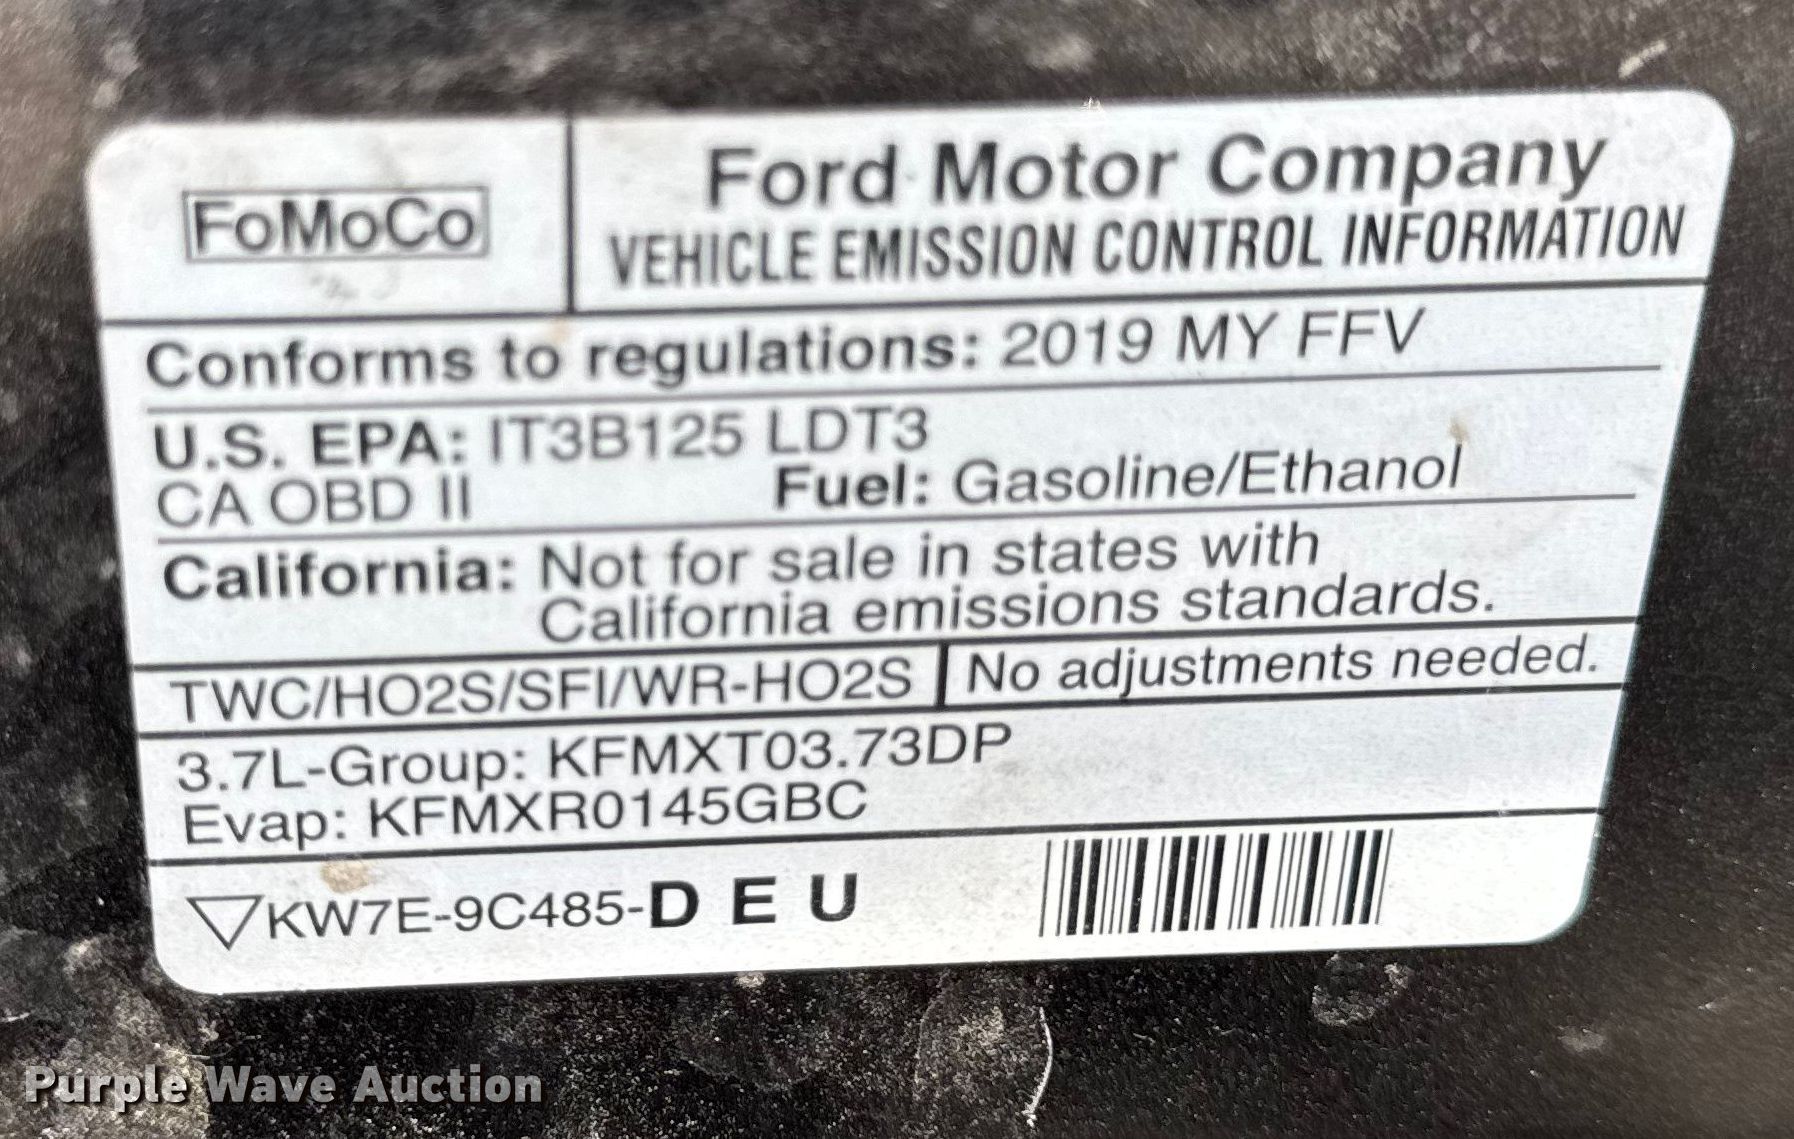 FoMoCo
Ford Motor Company
VEHICLE EMISSION CONTROL INFORMATION
Conforms to regulations: 2019 MY FFV
U.S. EPA: IT3B125 LDT3
CA OBD II Fuel: Gasoline/Ethanol
California: Not for sale in states with
California emissions standards.
TWC/HO2S/SFI/WR-HO2S No adjustments needed.
3.7L-Group: KFMXT03.73DP
Evap: KFMXR0145GBC
KW7E-9C485-D E U
Purple Wave Auction